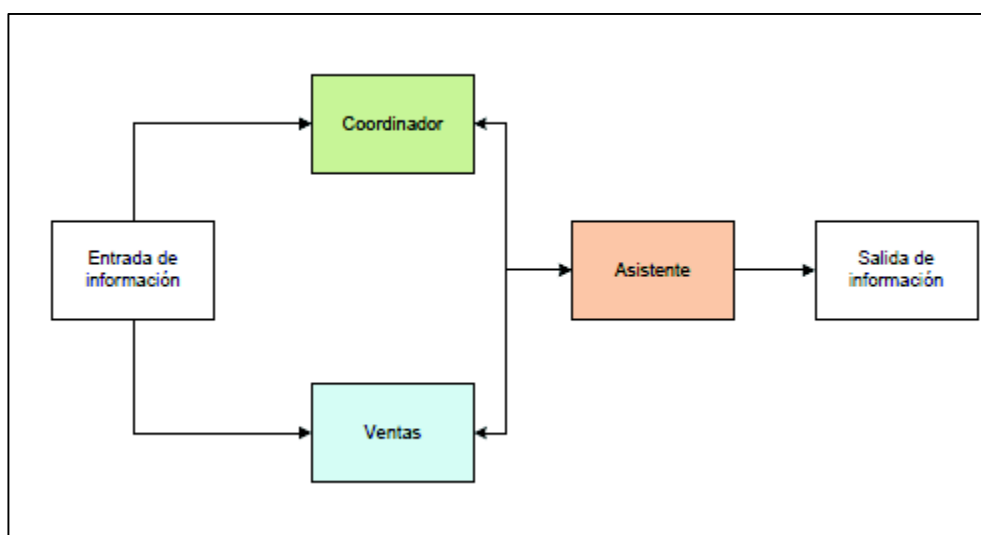 Coordinador
Entrada de
información
Asistente
Salida de
información
Ventas